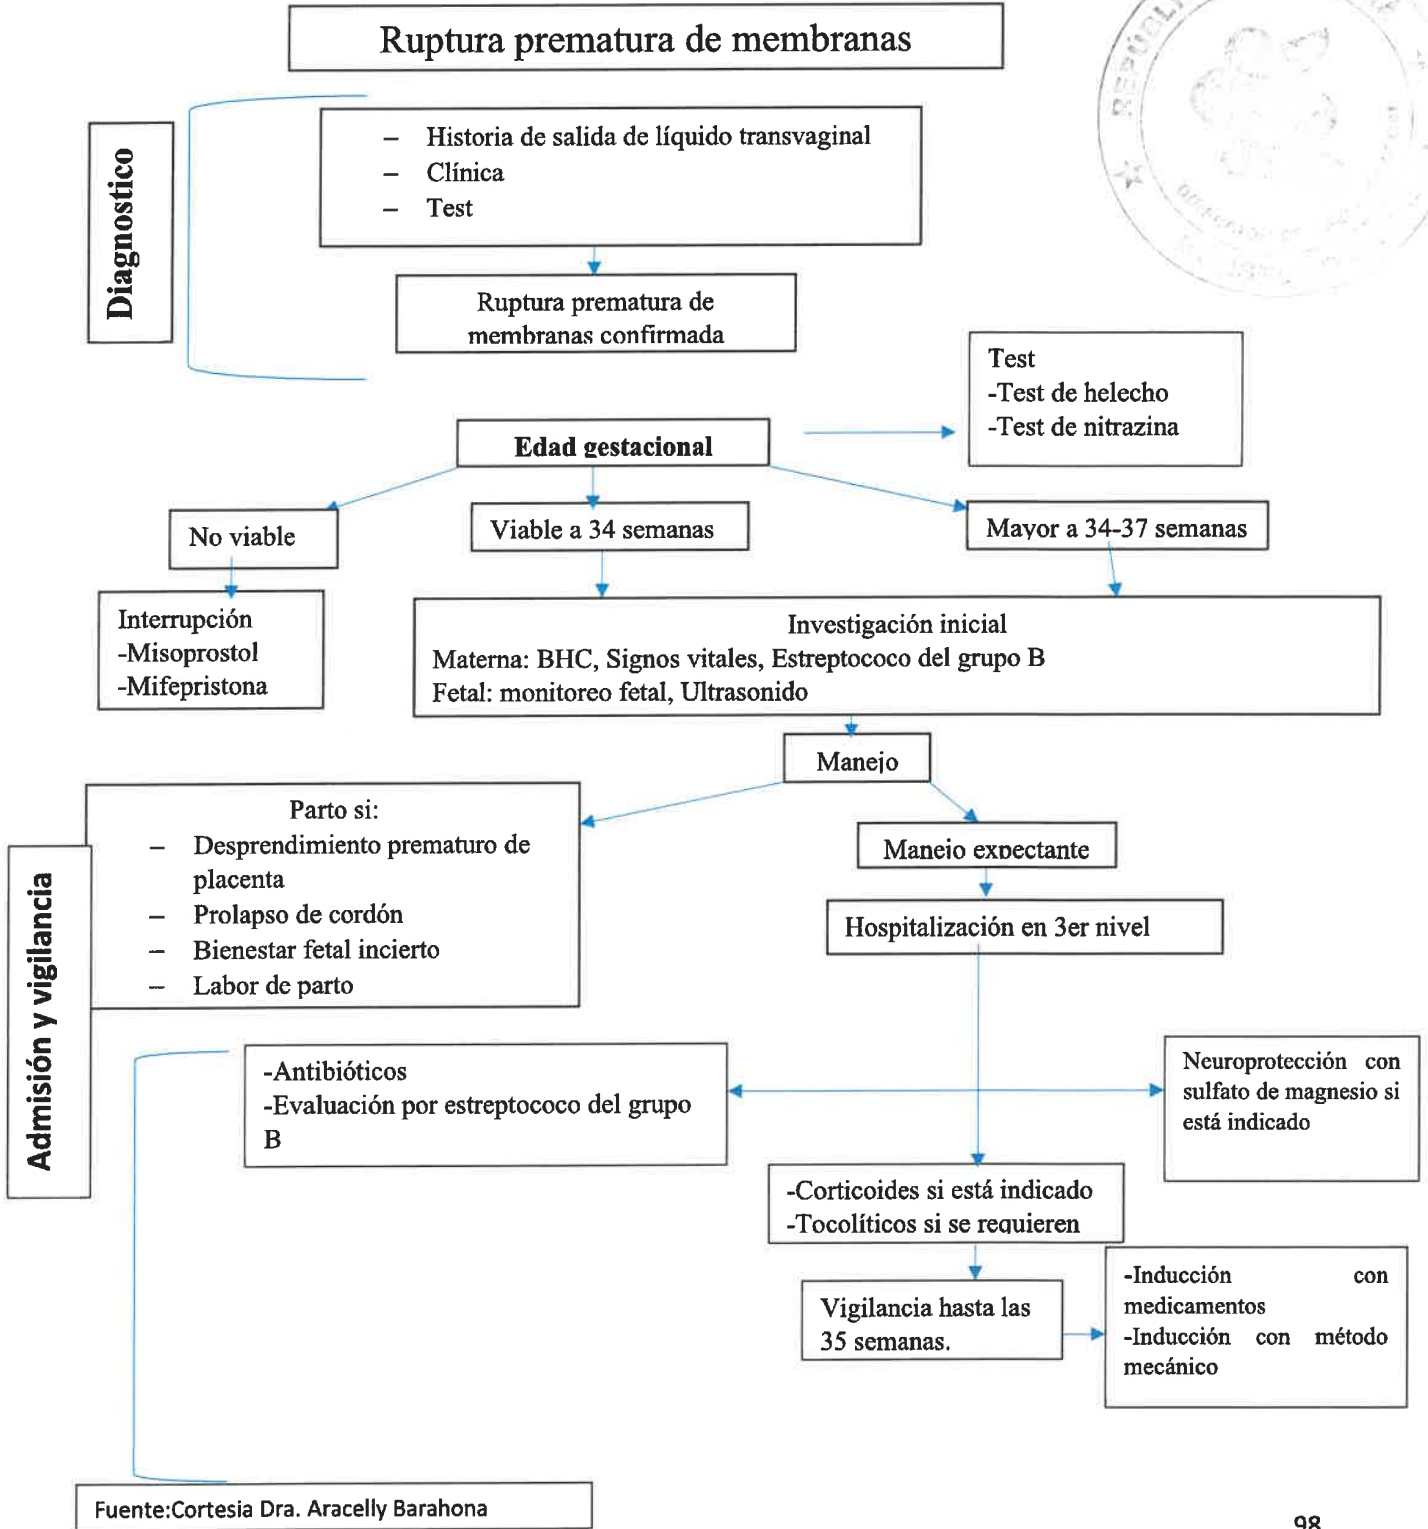 Ruptura prematura de membranas
REPÚBLI
Diagnostico
– Historia de salida de líquido transvaginal
– Clínica
– Test
Ruptura prematura de
membranas confirmada
Test
-Test de helecho
-Test de nitrazina
Edad gestacional
No viable
Viable a 34 semanas
Mayor a 34-37 semanas
Interrupción
-Misoprostol
-Mifepristona
Investigación inicial
Materna: BHC, Signos vitales, Estreptococo del grupo B
Fetal: monitoreo fetal, Ultrasonido
Manejo
Admisión y vigilancia
Parto si:
– Desprendimiento prematuro de
placenta
– Prolapso de cordón
– Bienestar fetal incierto
– Labor de parto
Manejo expectante
Hospitalización en 3er nivel
-Antibióticos
-Evaluación por estreptococo del grupo
B
Neuroprotección con
sulfato de magnesio si
está indicado
-Corticoides si está indicado
-Tocolíticos si se requieren
Vigilancia hasta las
35 semanas.
-Inducción con
medicamentos
-Inducción con método
mecánico
Fuente:Cortesia Dra. Aracelly Barahona
98